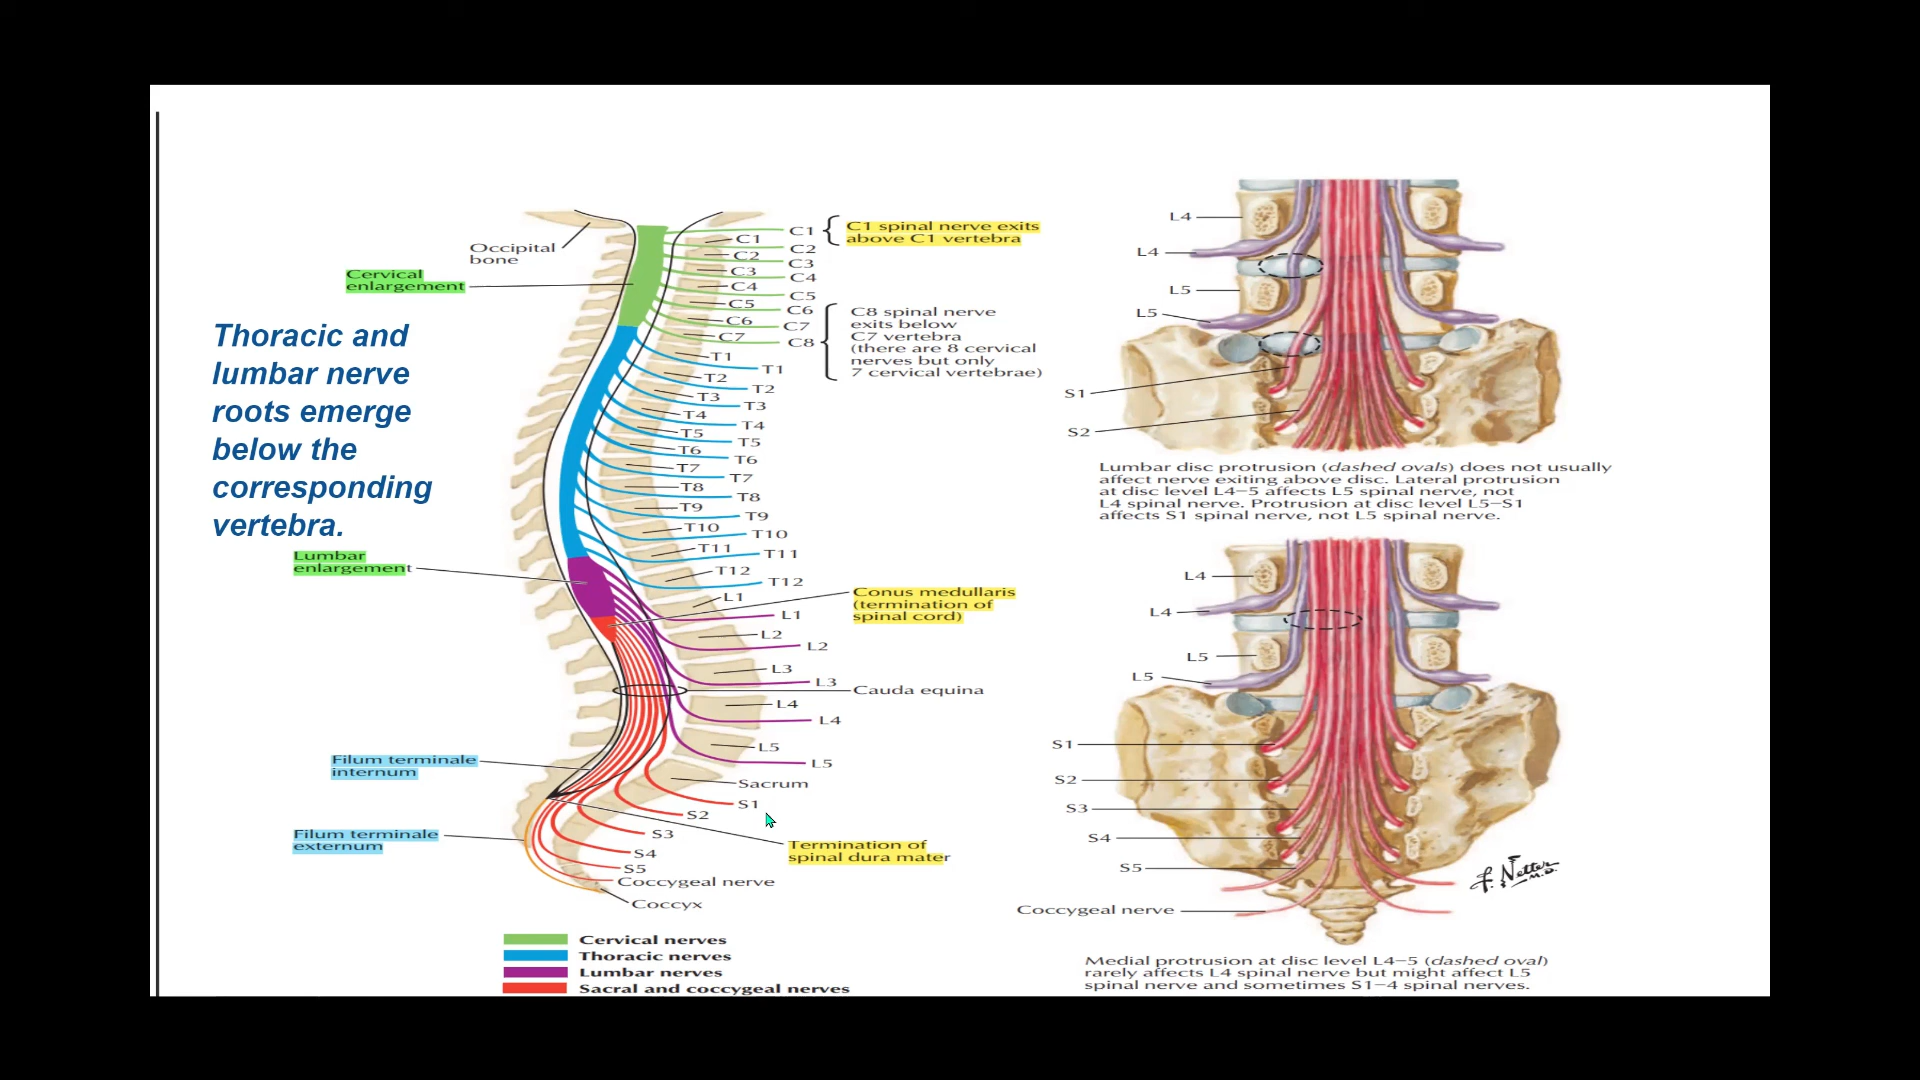 Thoracic and
lumbar nerve
roots emerge
below the
corresponding
vertebra.
Occipital
bone
Cervical
enlargement
Lumbar
enlargement
Filum terminale
internum
Filum terminale
externum
C1
C2
C3
C4
C5
C6
C7
T1
T2
T3
T4
T5
T6
T7
T8
T9
T10
T11
T12
L1
L2
L3
L4
L5
Sacrum
C1
C2
C3
C4
C5
C6
C7
C8
T1
T2
T3
T4
T5
T6
T7
T8
T9
T10
T11
T12
L1
L2
L3
L4
L5
S1
S2
S3
S4
S5
Coccygeal nerve
Coccyx
C1 spinal nerve exits
above C1 vertebra
C8 spinal nerve
exits below
C7 vertebra
(there are 8 cervical
nerves but only
7 cervical vertebrae)
Conus medullaris
(termination of
spinal cord)
Cauda equina
Termination of
spinal dura mater
Cervical nerves
Thoracic nerves
Lumbar nerves
Sacral and coccygeal nerves
L4
L4
L5
L5
S1
S2
Lumbar disc protrusion (dashed ovals) does not usually
affect nerve exiting above disc. Lateral protrusion
at disc level L4–5 affects L5 spinal nerve, not
L4 spinal nerve. Protrusion at disc level L5–S1
affects S1 spinal nerve, not L5 spinal nerve.
L4
L4
L5
L5
S1
S2
S3
S4
S5
Coccygeal nerve
F. Netter
M.D.
Medial protrusion at disc level L4–5 (dashed oval)
rarely affects L4 spinal nerve but might affect L5
spinal nerve and sometimes S1–4 spinal nerves.